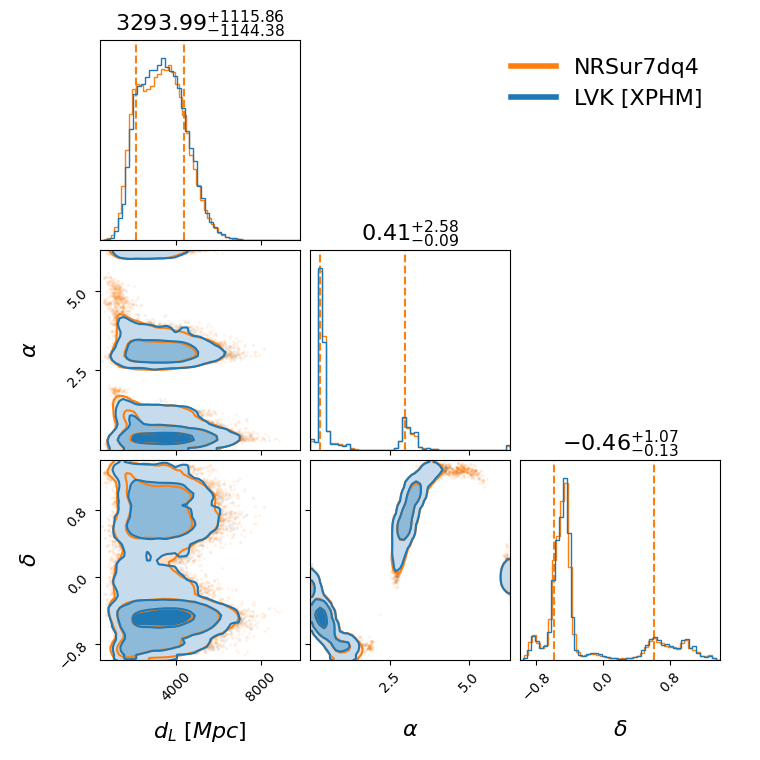 3293.99+1115.86−1144.38
NRSur7dq4
LVK [XPHM]
0.41+2.58−0.09
α
5.0
2.5
−0.46+1.07−0.13
δ
0.8
0.0
−0.8
4000
8000
2.5
5.0
−0.8
0.0
0.8
dL [Mpc]
α
δ